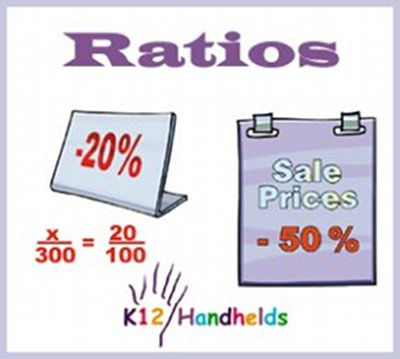 Ratios
-20%
x/300 = 20/100
Sale
Prices
- 50 %
K12 Handhelds